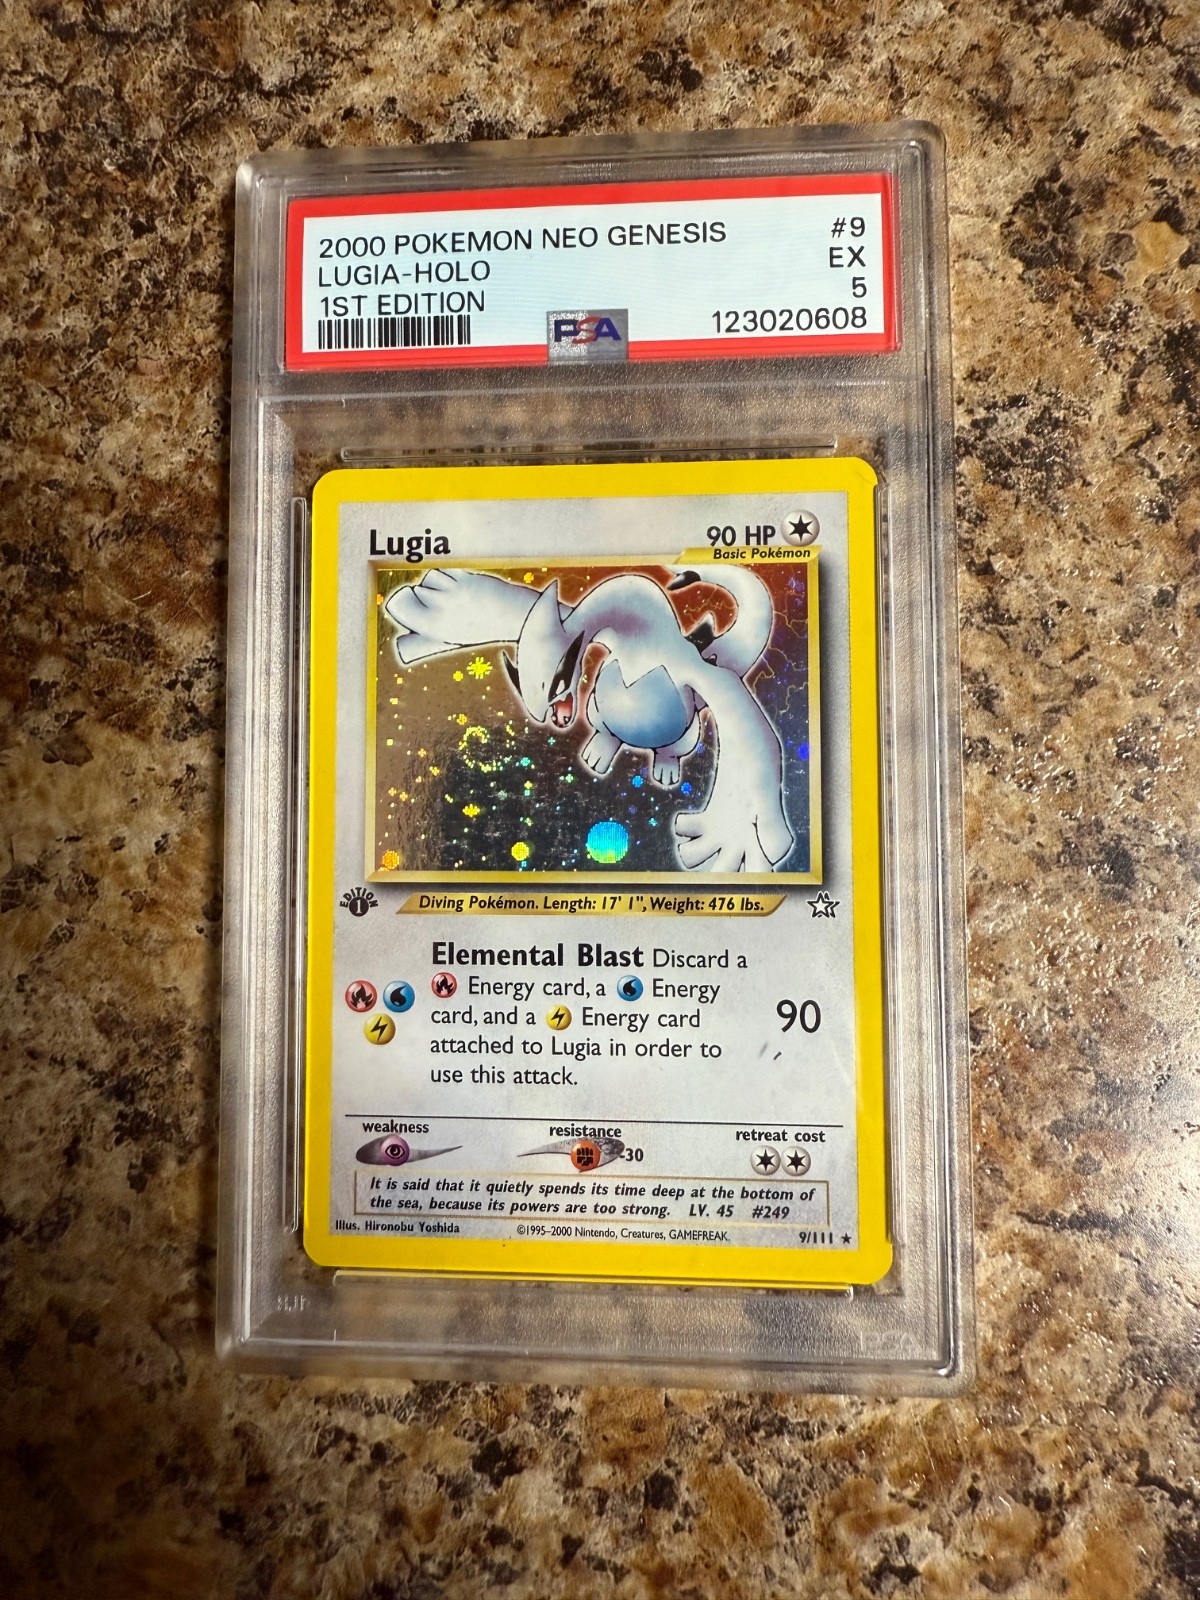 2000 POKEMON NEO GENESIS #9
LUGIA-HOLO EX
1ST EDITION 5
PSA 123020608
Lugia 90 HP
Basic Pokémon
EDITION
1
Diving Pokémon. Length: 17' 1", Weight: 476 lbs.
Elemental Blast Discard a
Energy card, a Energy
card, and a Energy card 90
attached to Lugia in order to
use this attack.
weakness resistance retreat cost
-30
It is said that it quietly spends its time deep at the bottom of
the sea, because its powers are too strong. LV. 45 #249
Illus. Hironobu Yoshida ©1995–2000 Nintendo, Creatures, GAMEFREAK. 9/111 ★
PSA